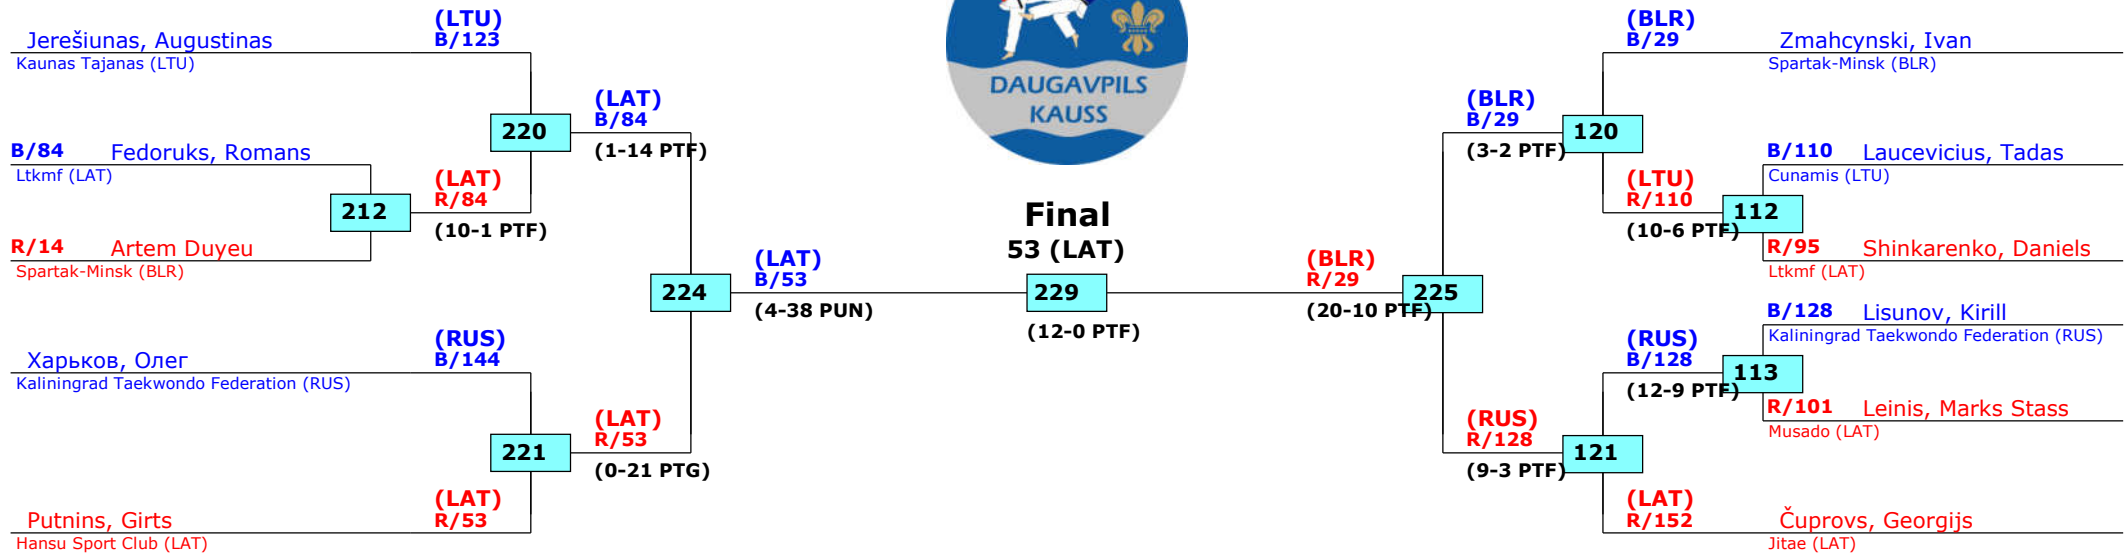 (LTU)
B/123
Jerešiunas, Augustinas
Kaunas Tajanas (LTU)
220
(LAT)
B/84
(1-14 PTF)
B/84 Fedoruks, Romans
Ltkmf (LAT)
212
(LAT)
R/84
(10-1 PTF)
R/14 Artem Duyeu
Spartak-Minsk (BLR)
224
(LAT)
B/53
(4-38 PUN)
(RUS)
B/144
Харьков, Олег
Kaliningrad Taekwondo Federation (RUS)
221
(LAT)
R/53
(0-21 PTG)
(LAT)
R/53
Putnins, Girts
Hansu Sport Club (LAT)
DAUGAVPILS
KAUSS
Final
53 (LAT)
229
(12-0 PTF)
(BLR)
R/29
(20-10 PTF)
225
(BLR)
B/29
(3-2 PTF)
120
(BLR)
B/29
Zmahcynski, Ivan
Spartak-Minsk (BLR)
B/110 Laucevicius, Tadas
Cunamis (LTU)
(LTU)
R/110
(10-6 PTF)
112
R/95 Shinkarenko, Daniels
Ltkmf (LAT)
B/128 Lisunov, Kirill
Kaliningrad Taekwondo Federation (RUS)
(RUS)
B/128
(12-9 PTF)
113
R/101 Leinis, Marks Stass
Musado (LAT)
(RUS)
R/128
(9-3 PTF)
121
(LAT)
R/152
Čuprovs, Georgijs
Jitae (LAT)